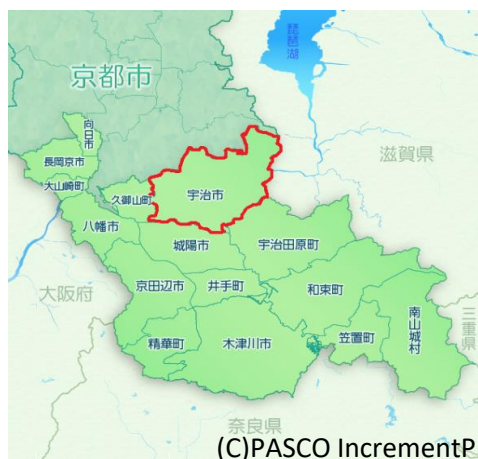 琵琶湖
京都市
向日市
長岡京市
滋賀県
大山崎町
久御山町
宇治市
八幡市
城陽市
宇治田原町
大阪府
京田辺市
井手町
和束町
南山城村
三重県
精華町
木津川市
笠置町
奈良県
(C)PASCO IncrementP